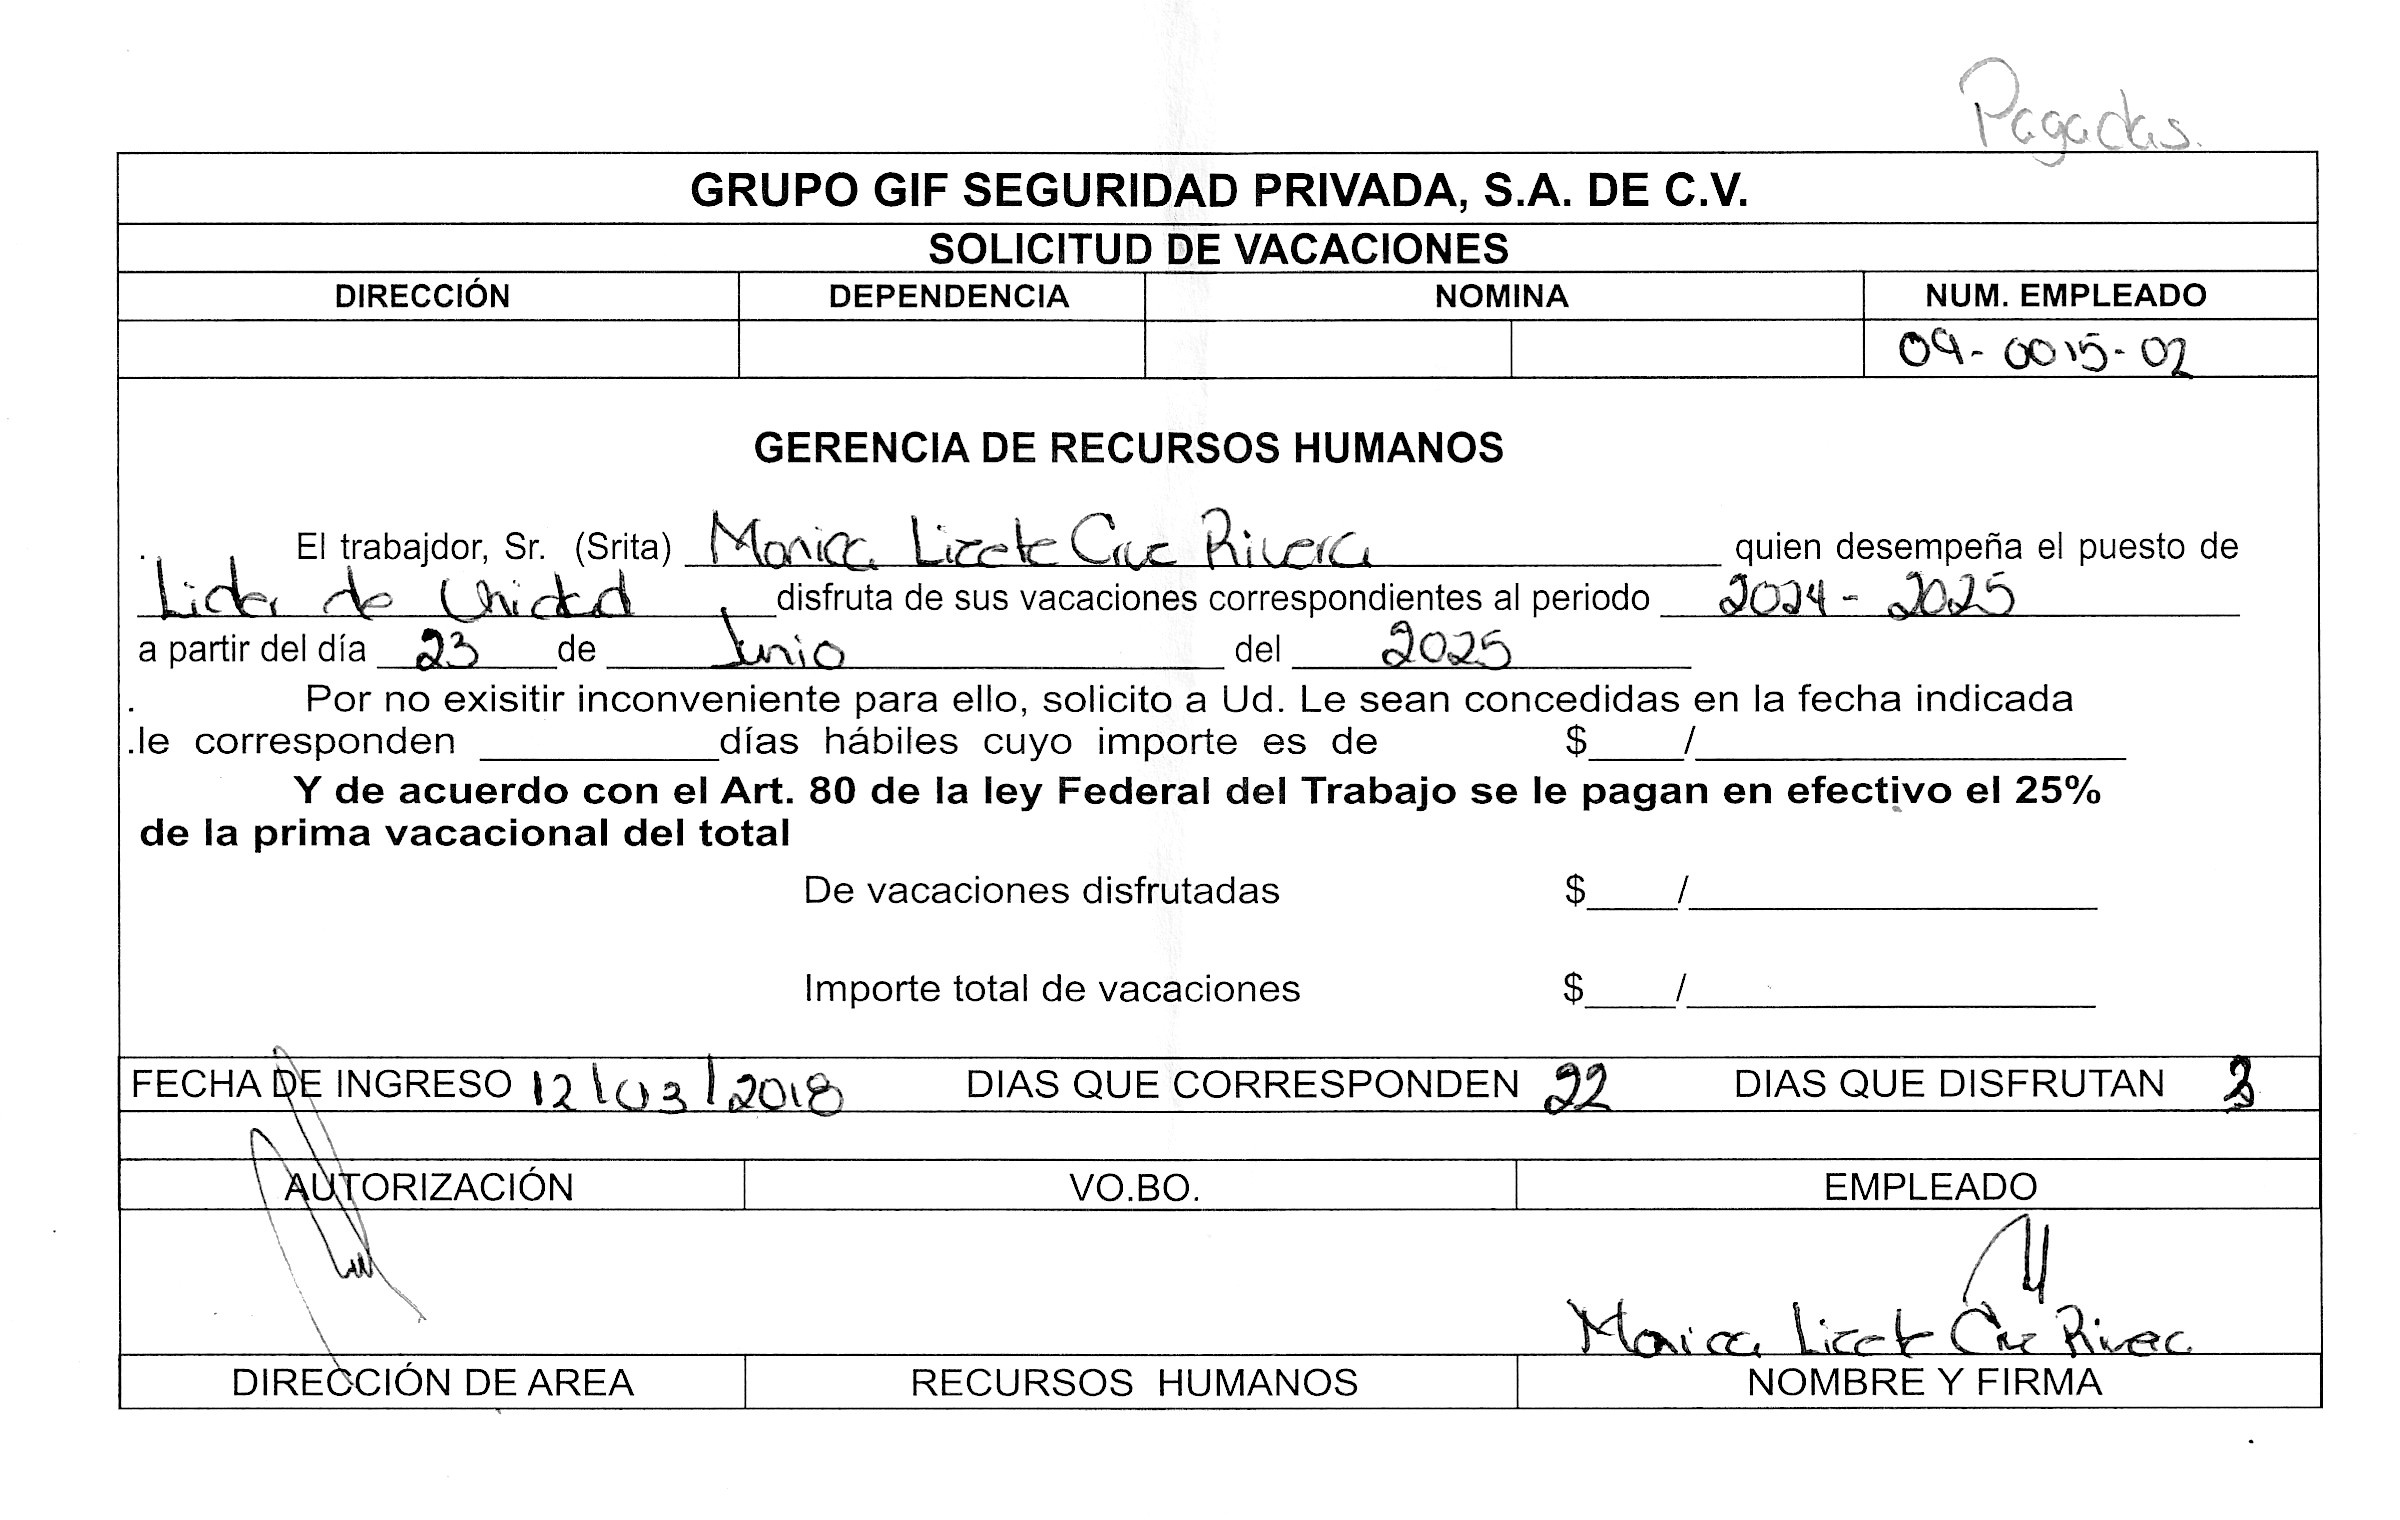 Pagadas.
GRUPO GIF SEGURIDAD PRIVADA, S.A. DE C.V.
SOLICITUD DE VACACIONES
DIRECCIÓN DEPENDENCIA NOMINA NUM. EMPLEADO
09-0015-02
GERENCIA DE RECURSOS HUMANOS
. El trabajdor, Sr. (Srita) Monica Lizete Cruz Rivera quien desempeña el puesto de
Lider de Unidad disfruta de sus vacaciones correspondientes al periodo 2024 - 2025
a partir del día 23 de Junio del 2025
. Por no exisitir inconveniente para ello, solicito a Ud. Le sean concedidas en la fecha indicada
.le corresponden ________ días hábiles cuyo importe es de $____/____________
Y de acuerdo con el Art. 80 de la ley Federal del Trabajo se le pagan en efectivo el 25%
de la prima vacacional del total
De vacaciones disfrutadas $____/____________
Importe total de vacaciones $____/____________
FECHA DE INGRESO 12/03/2018 DIAS QUE CORRESPONDEN 22 DIAS QUE DISFRUTAN
AUTORIZACIÓN VO.BO. EMPLEADO
Monica Lizete Cruz Rivera
DIRECCIÓN DE AREA RECURSOS HUMANOS NOMBRE Y FIRMA